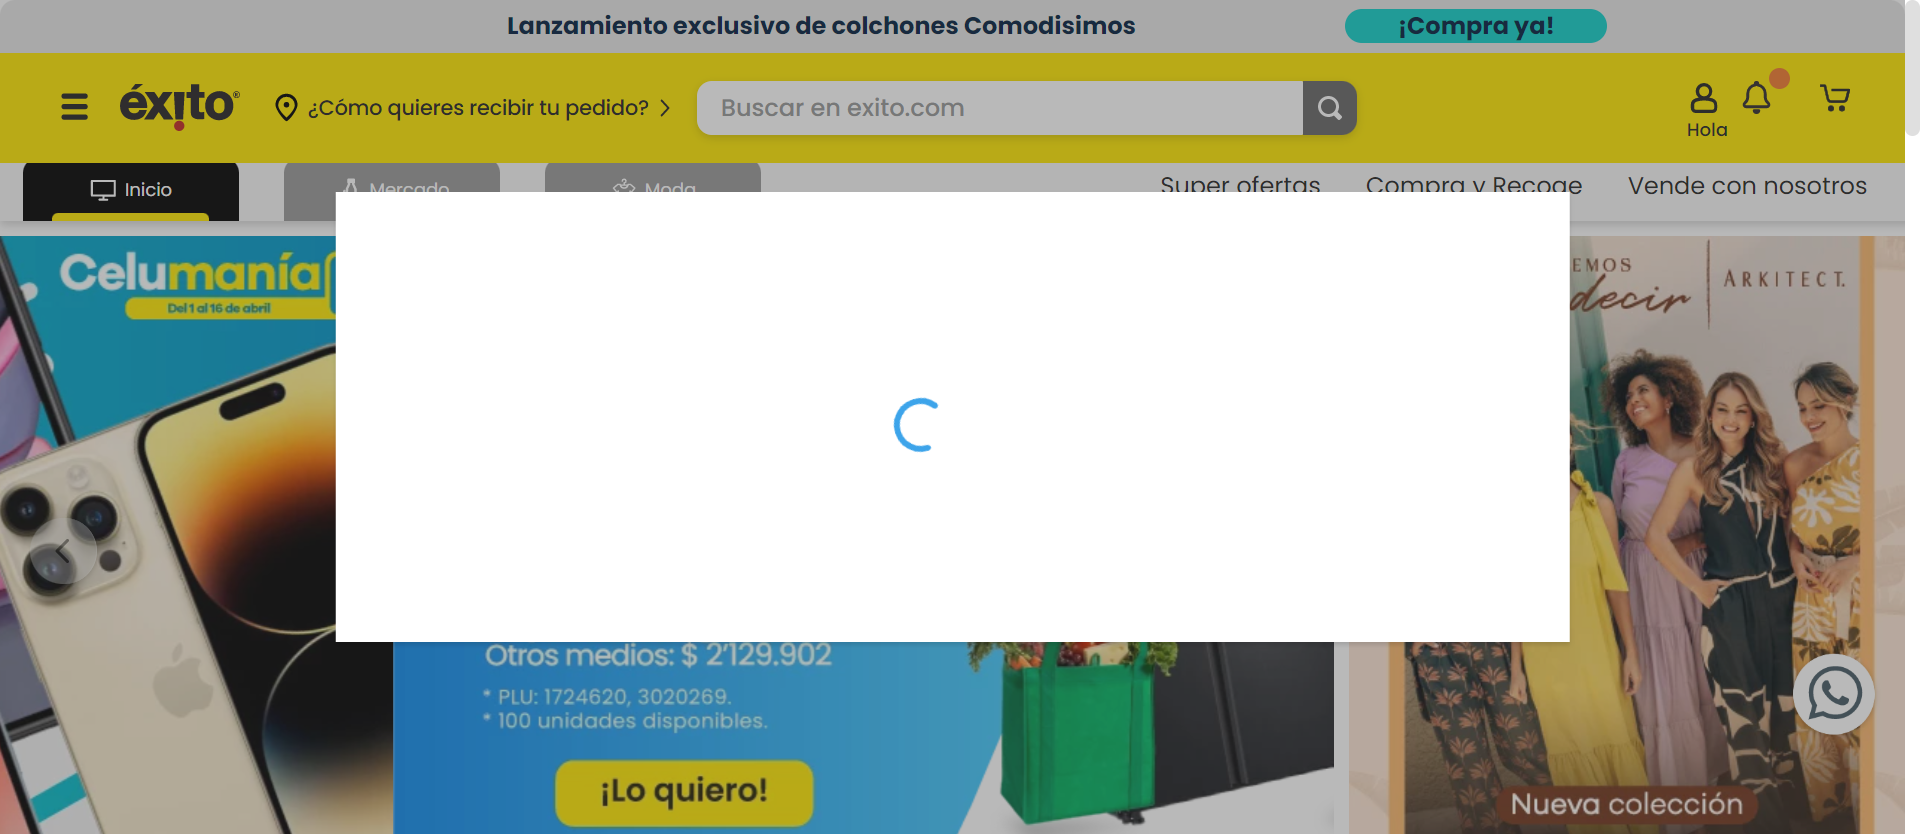 Lanzamiento exclusivo de colchones Comodisimos
¡Compra ya!
éxito®
¿Cómo quieres recibir tu pedido?
Buscar en exito.com
Hola
Inicio
Mercado
Moda
Super ofertas
Compra y Recoge
Vende con nosotros
Celumanía
Del 1 al 16 de abril
EMOS
decir
ARKITECT.
Otros medios: $ 2'129.902
* PLU: 1724620, 3020269.
* 100 unidades disponibles.
¡Lo quiero!
Nueva colección